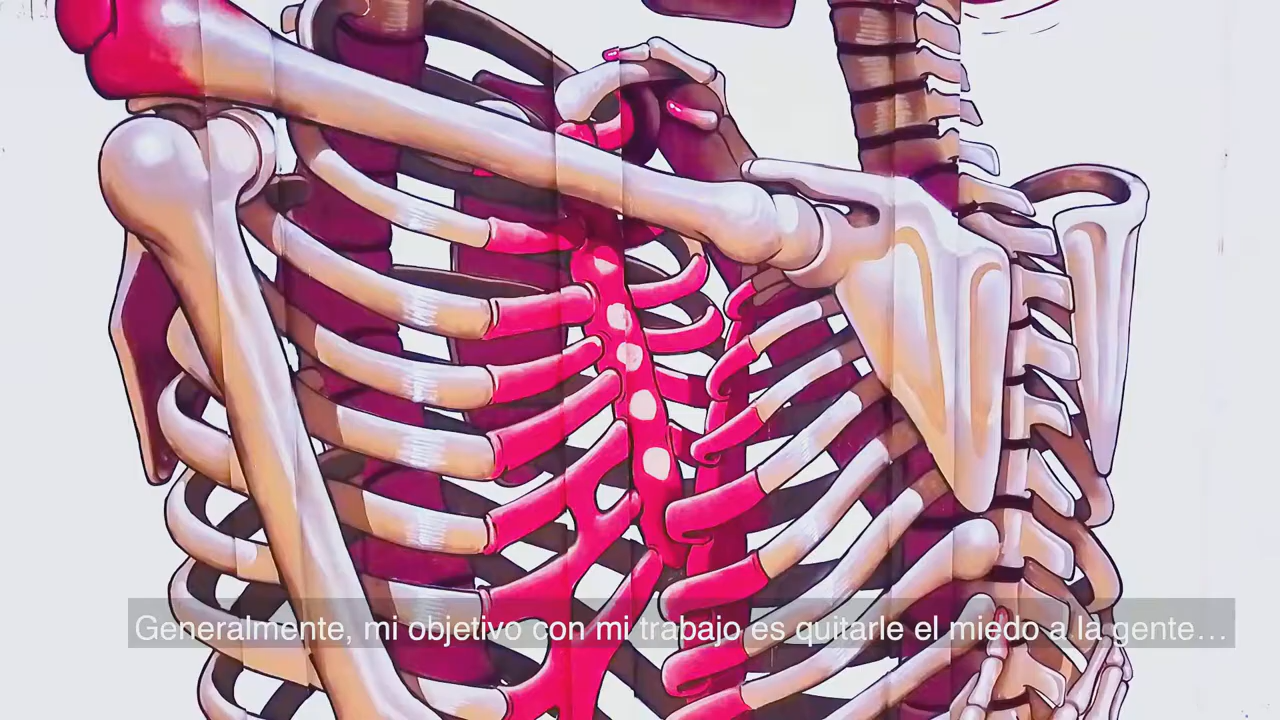 Generalmente, mi objetivo con mi trabajo es quitarle el miedo a la gente…